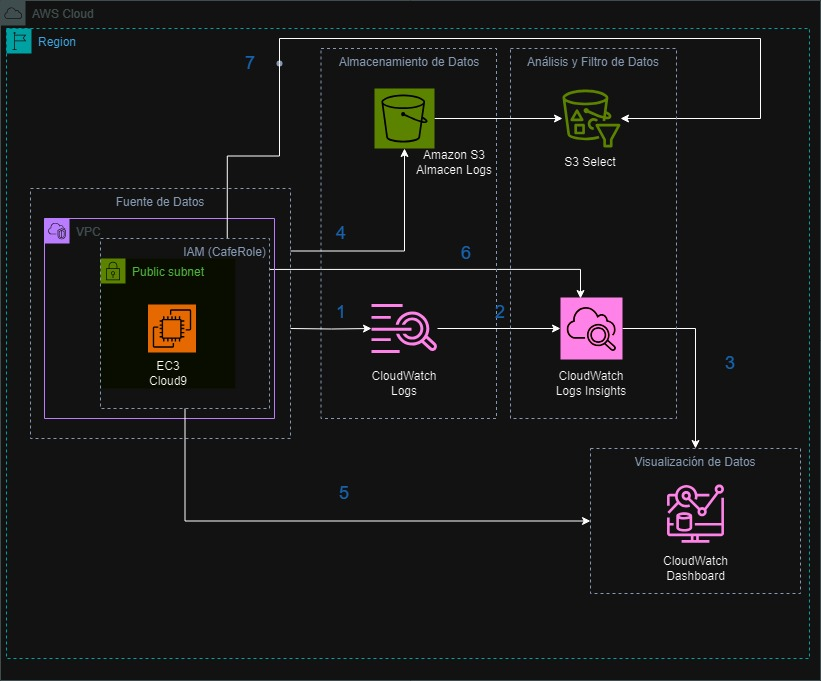 AWS Cloud
Region
7
Almacenamiento de Datos
Análisis y Filtro de Datos
Amazon S3
Almacen Logs
S3 Select
Fuente de Datos
VPC
IAM (CafeRole)
Public subnet
EC3
Cloud9
4
6
1
2
CloudWatch
Logs
CloudWatch
Logs Insights
3
5
Visualización de Datos
CloudWatch
Dashboard